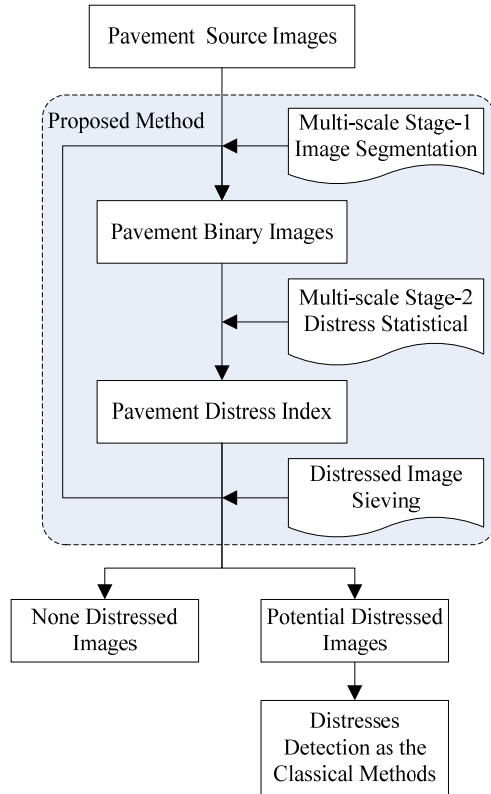 Pavement Source Images
Proposed Method
Multi-scale Stage-1
Image Segmentation
Pavement Binary Images
Multi-scale Stage-2
Distress Statistical
Pavement Distress Index
Distressed Image
Sieving
None Distressed
Images
Potential Distressed
Images
Distresses
Detection as the
Classical Methods